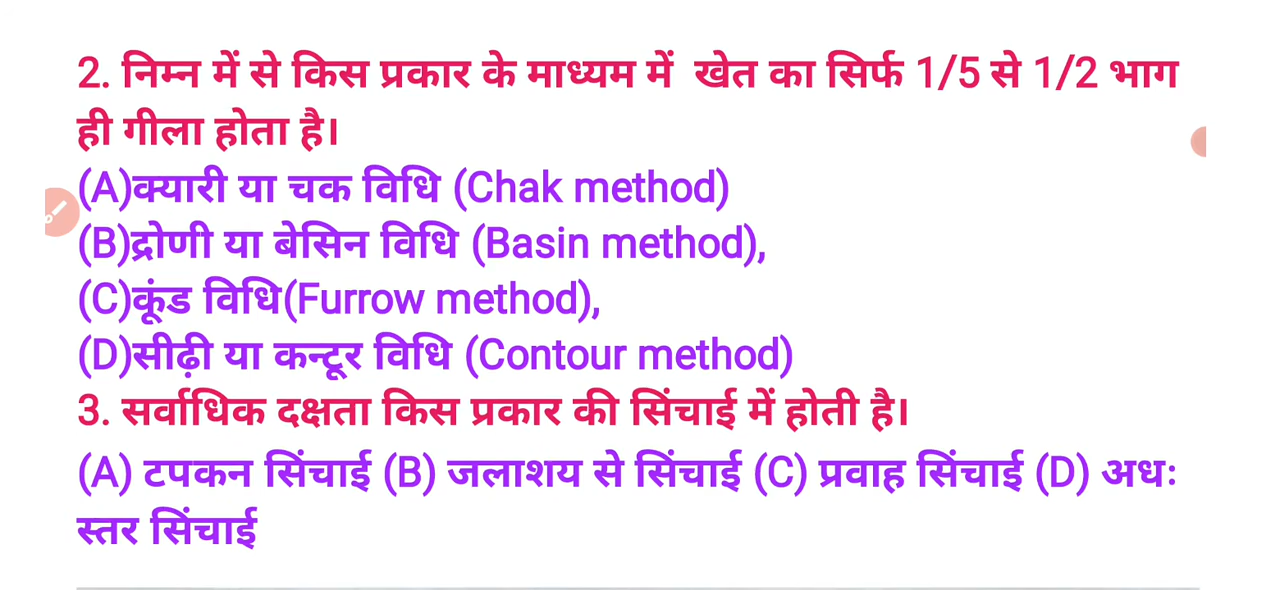 2. निम्न में से किस प्रकार के माध्यम में खेत का सिर्फ 1/5 से 1/2 भाग
ही गीला होता है।
(A)क्यारी या चक विधि (Chak method)
(B)द्रोणी या बेसिन विधि (Basin method),
(C)कूंड विधि(Furrow method),
(D)सीढ़ी या कन्टूर विधि (Contour method)
3. सर्वाधिक दक्षता किस प्रकार की सिंचाई में होती है।
(A) टपकन सिंचाई (B) जलाशय से सिंचाई (C) प्रवाह सिंचाई (D) अधः
स्तर सिंचाई